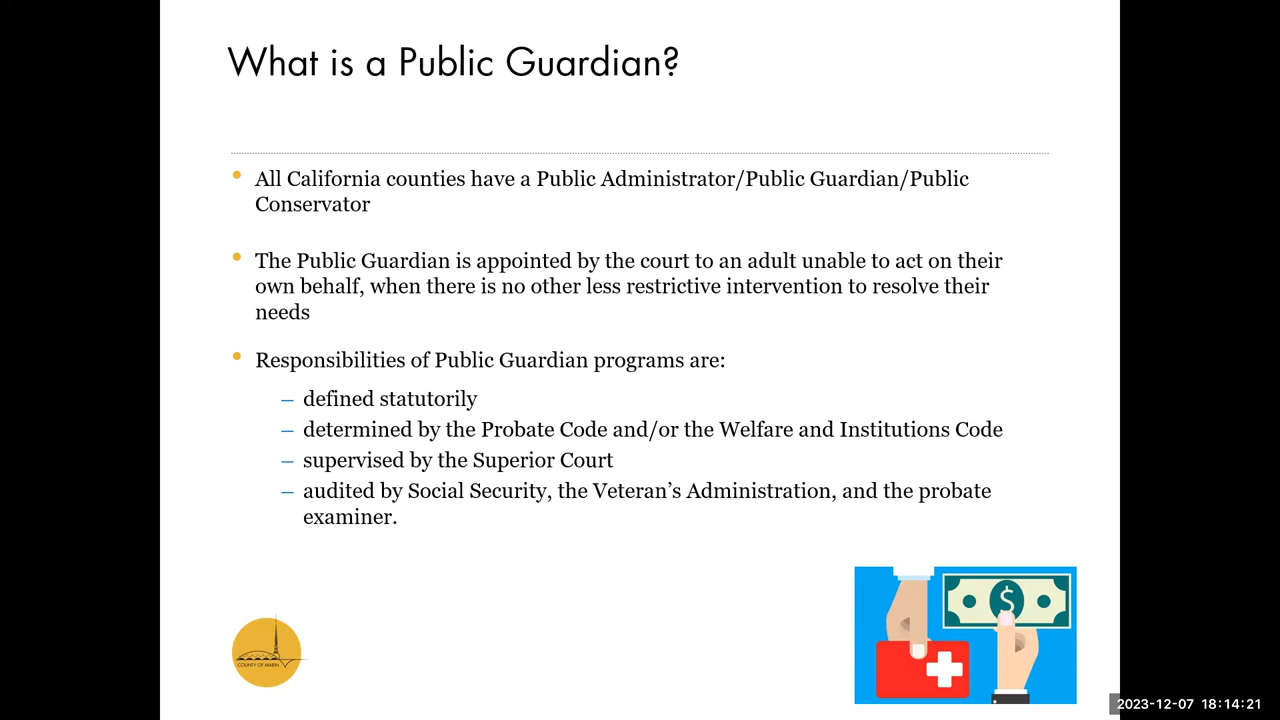 What is a Public Guardian?
• All California counties have a Public Administrator/Public Guardian/Public
Conservator
• The Public Guardian is appointed by the court to an adult unable to act on their
own behalf, when there is no other less restrictive intervention to resolve their
needs
• Responsibilities of Public Guardian programs are:
– defined statutorily
– determined by the Probate Code and/or the Welfare and Institutions Code
– supervised by the Superior Court
– audited by Social Security, the Veteran’s Administration, and the probate
examiner.
COUNTY OF MARIN
$
2023-12-07 18:14:21